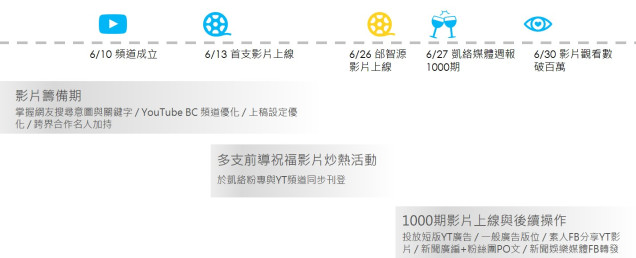 6/10 頻道成立
6/13 首支影片上線
6/26 邰智源
影片上線
6/27 凱絡媒體週報
1000期
6/30 影片觀看數
破百萬
影片籌備期
掌握網友搜尋意圖與關鍵字 / YouTube BC 頻道優化 / 上稿設定優
化 / 跨界合作名人加持
多支前導祝福影片炒熱活動
於凱絡粉專與YT頻道同步刊登
1000期影片上線與後續操作
投放短版YT廣告 / 一般廣告版位 / 素人FB分享YT影
片 / 新聞廣編+粉絲團PO文 / 新聞娛樂媒體FB轉發